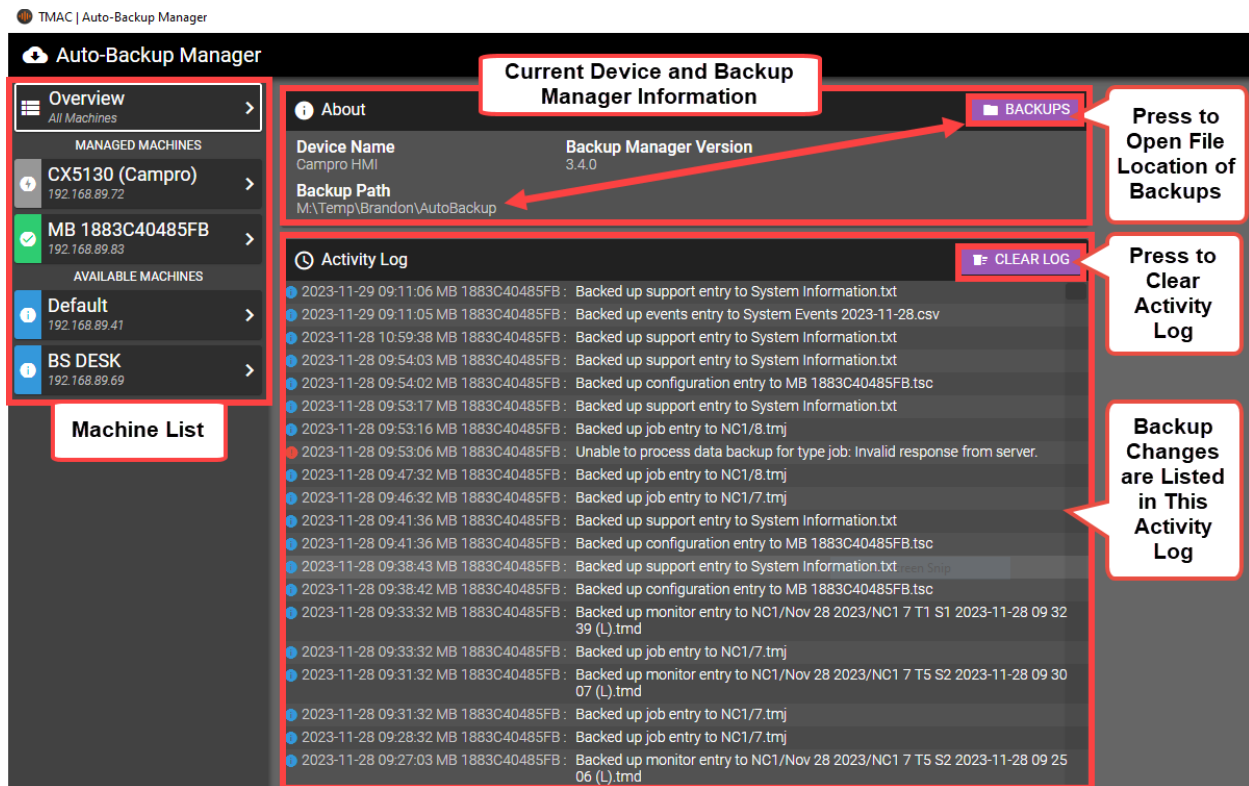 TMAC | Auto-Backup Manager
Auto-Backup Manager
Overview
All Machines
MANAGED MACHINES
CX5130 (Campro)
192.168.89.72
MB 1883C40485FB
192.168.89.83
AVAILABLE MACHINES
Default
192.168.89.41
BS DESK
192.168.89.69
Machine List
Current Device and Backup
Manager Information
About
BACKUPS
Device Name
Campro HMI
Backup Manager Version
3.4.0
Backup Path
M:\Temp\Brandon\AutoBackup
Press to
Open File
Location of
Backups
Activity Log
CLEAR LOG
Press to
Clear
Activity
Log
2023-11-29 09:11:06 MB 1883C40485FB : Backed up support entry to System Information.txt
2023-11-29 09:11:05 MB 1883C40485FB : Backed up events entry to System Events 2023-11-28.csv
2023-11-28 10:59:38 MB 1883C40485FB : Backed up support entry to System Information.txt
2023-11-28 09:54:03 MB 1883C40485FB : Backed up support entry to System Information.txt
2023-11-28 09:54:02 MB 1883C40485FB : Backed up configuration entry to MB 1883C40485FB.tsc
2023-11-28 09:53:17 MB 1883C40485FB : Backed up support entry to System Information.txt
2023-11-28 09:53:16 MB 1883C40485FB : Backed up job entry to NC1/8.tmj
2023-11-28 09:53:06 MB 1883C40485FB : Unable to process data backup for type job: Invalid response from server.
2023-11-28 09:47:32 MB 1883C40485FB : Backed up job entry to NC1/8.tmj
2023-11-28 09:46:32 MB 1883C40485FB : Backed up job entry to NC1/7.tmj
2023-11-28 09:41:36 MB 1883C40485FB : Backed up support entry to System Information.txt
2023-11-28 09:41:36 MB 1883C40485FB : Backed up configuration entry to MB 1883C40485FB.tsc
2023-11-28 09:38:43 MB 1883C40485FB : Backed up support entry to System Information.txt
Screen Snip
2023-11-28 09:38:42 MB 1883C40485FB : Backed up configuration entry to MB 1883C40485FB.tsc
2023-11-28 09:33:32 MB 1883C40485FB : Backed up monitor entry to NC1/Nov 28 2023/NC1 7 T1 S1 2023-11-28 09 32
39 (L).tmd
2023-11-28 09:33:32 MB 1883C40485FB : Backed up job entry to NC1/7.tmj
2023-11-28 09:31:32 MB 1883C40485FB : Backed up monitor entry to NC1/Nov 28 2023/NC1 7 T5 S2 2023-11-28 09 30
07 (L).tmd
2023-11-28 09:31:32 MB 1883C40485FB : Backed up job entry to NC1/7.tmj
2023-11-28 09:28:32 MB 1883C40485FB : Backed up job entry to NC1/7.tmj
2023-11-28 09:27:03 MB 1883C40485FB : Backed up monitor entry to NC1/Nov 28 2023/NC1 7 T5 S2 2023-11-28 09 25
06 (L).tmd
Backup
Changes
are Listed
in This
Activity
Log